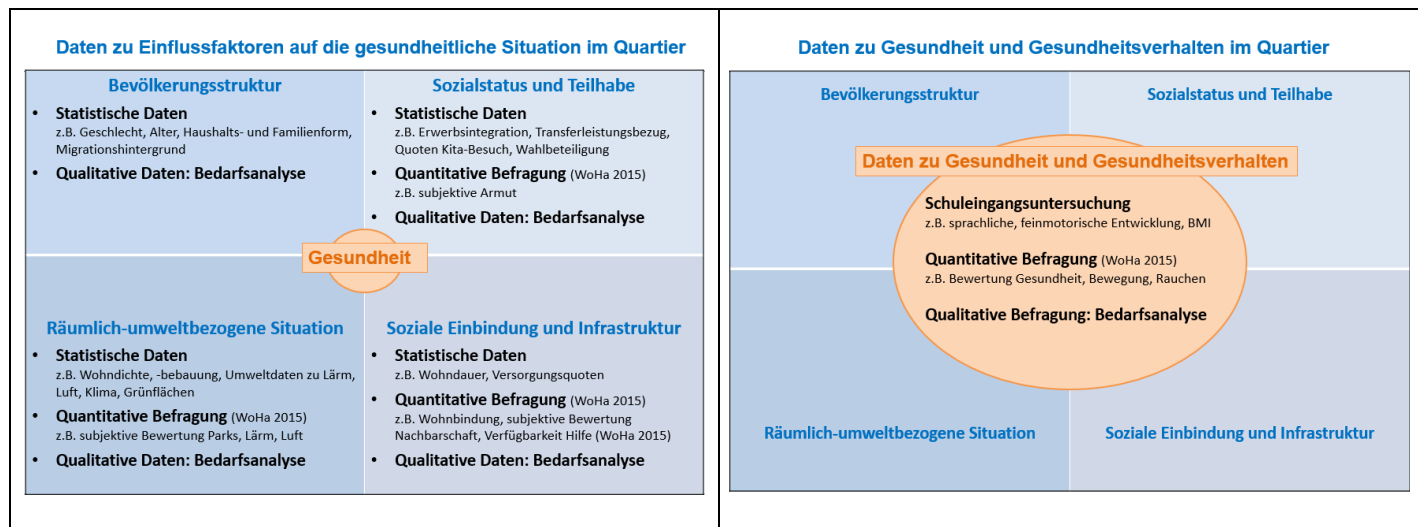 Daten zu Einflussfaktoren auf die gesundheitliche Situation im Quartier
Bevölkerungsstruktur
• Statistische Daten
z.B. Geschlecht, Alter, Haushalts- und Familienform,
Migrationshintergrund
• Qualitative Daten: Bedarfsanalyse
Sozialstatus und Teilhabe
• Statistische Daten
z.B. Erwerbsintegration, Transferleistungsbezug,
Quoten Kita-Besuch, Wahlbeteiligung
• Quantitative Befragung (WoHa 2015)
z.B. subjektive Armut
• Qualitative Daten: Bedarfsanalyse
Gesundheit
Räumlich-umweltbezogene Situation
• Statistische Daten
z.B. Wohndichte, -bebauung, Umweltdaten zu Lärm,
Luft, Klima, Grünflächen
• Quantitative Befragung (WoHa 2015)
z.B. subjektive Bewertung Parks, Lärm, Luft
• Qualitative Daten: Bedarfsanalyse
Soziale Einbindung und Infrastruktur
• Statistische Daten
z.B. Wohndauer, Versorgungsquoten
• Quantitative Befragung (WoHa 2015)
z.B. Wohnbindung, subjektive Bewertung
Nachbarschaft, Verfügbarkeit Hilfe (WoHa 2015)
• Qualitative Daten: Bedarfsanalyse
Daten zu Gesundheit und Gesundheitsverhalten im Quartier
Bevölkerungsstruktur
Sozialstatus und Teilhabe
Daten zu Gesundheit und Gesundheitsverhalten
Schuleingangsuntersuchung
z.B. sprachliche, feinmotorische Entwicklung, BMI
Quantitative Befragung (WoHa 2015)
z.B. Bewertung Gesundheit, Bewegung, Rauchen
Qualitative Befragung: Bedarfsanalyse
Räumlich-umweltbezogene Situation
Soziale Einbindung und Infrastruktur